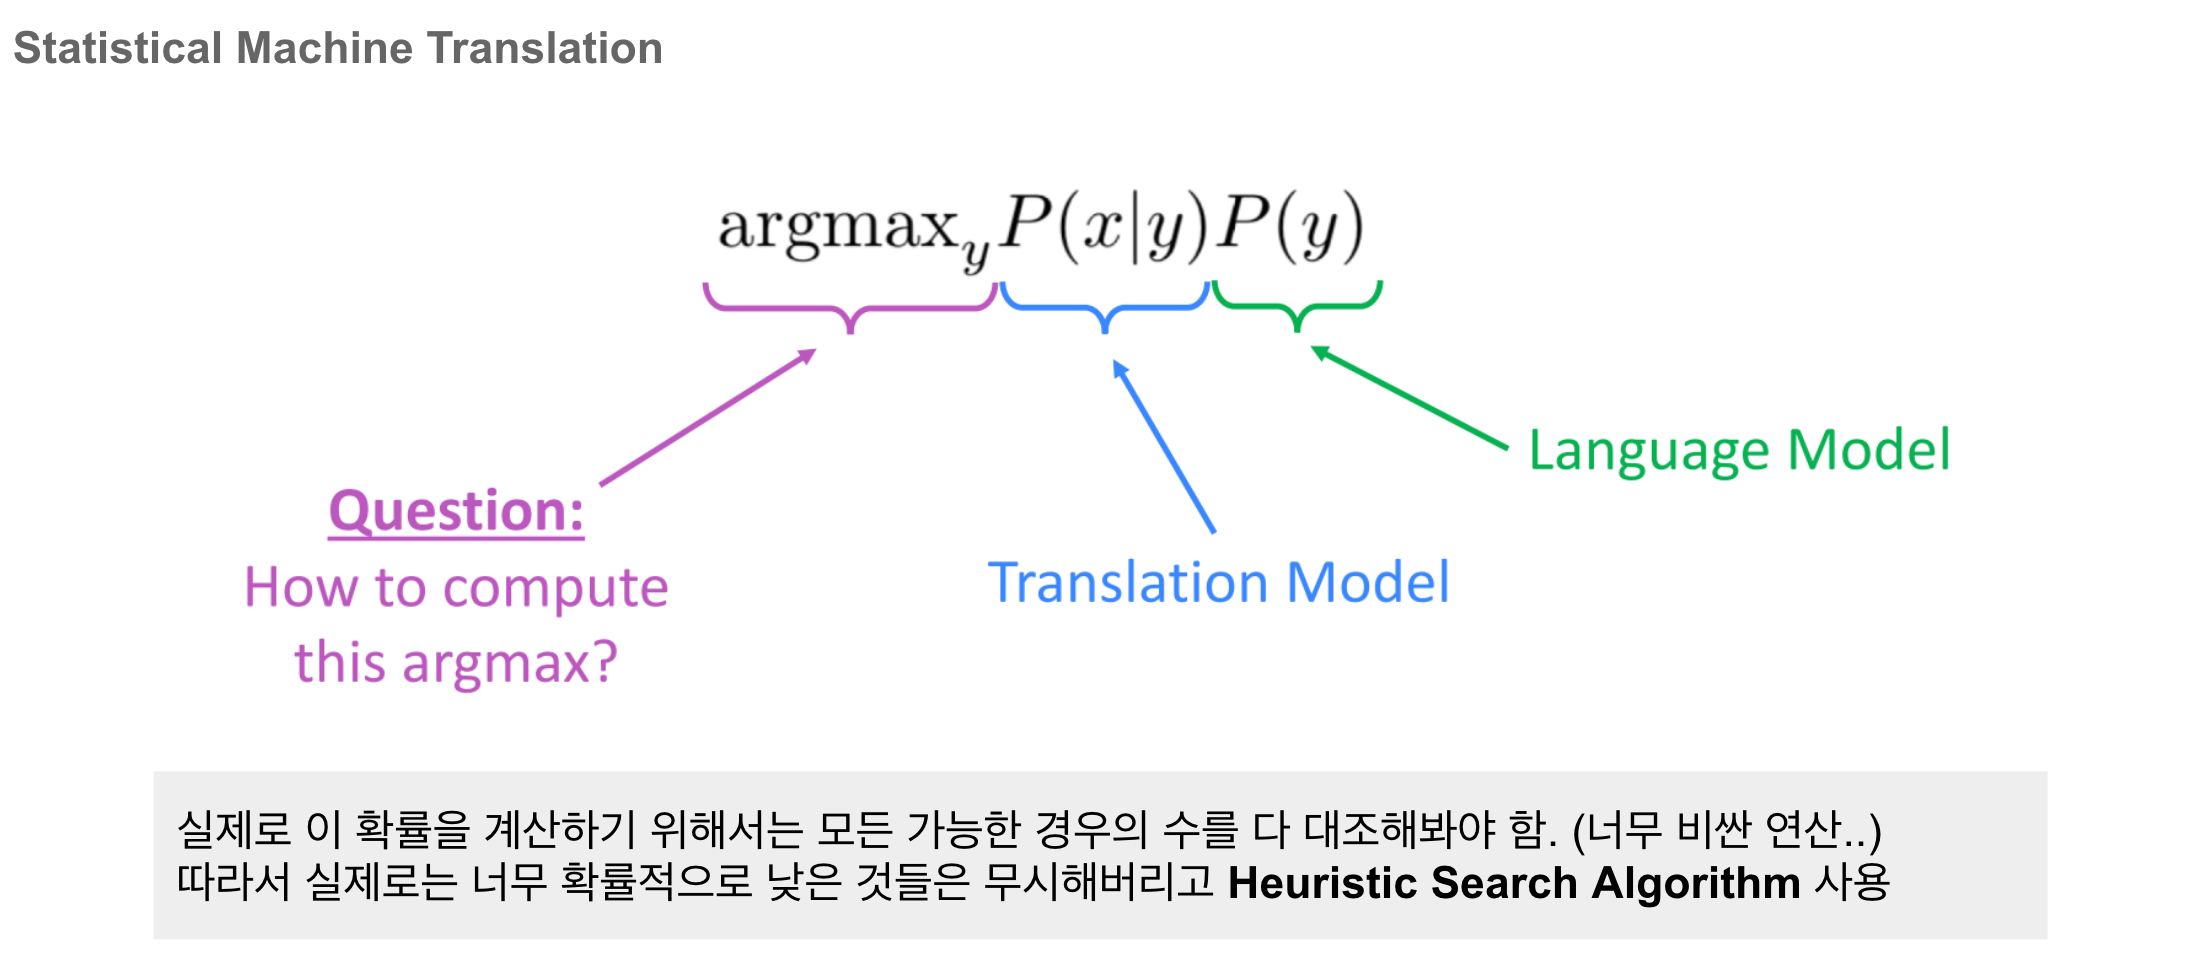 Statistical Machine Translation
argmax_y P(x|y)P(y)
Language Model
Question:
How to compute
this argmax?
Translation Model
실제로 이 확률을 계산하기 위해서는 모든 가능한 경우의 수를 다 대조해봐야 함. (너무 비싼 연산..)
따라서 실제로는 너무 확률적으로 낮은 것들은 무시해버리고 Heuristic Search Algorithm 사용